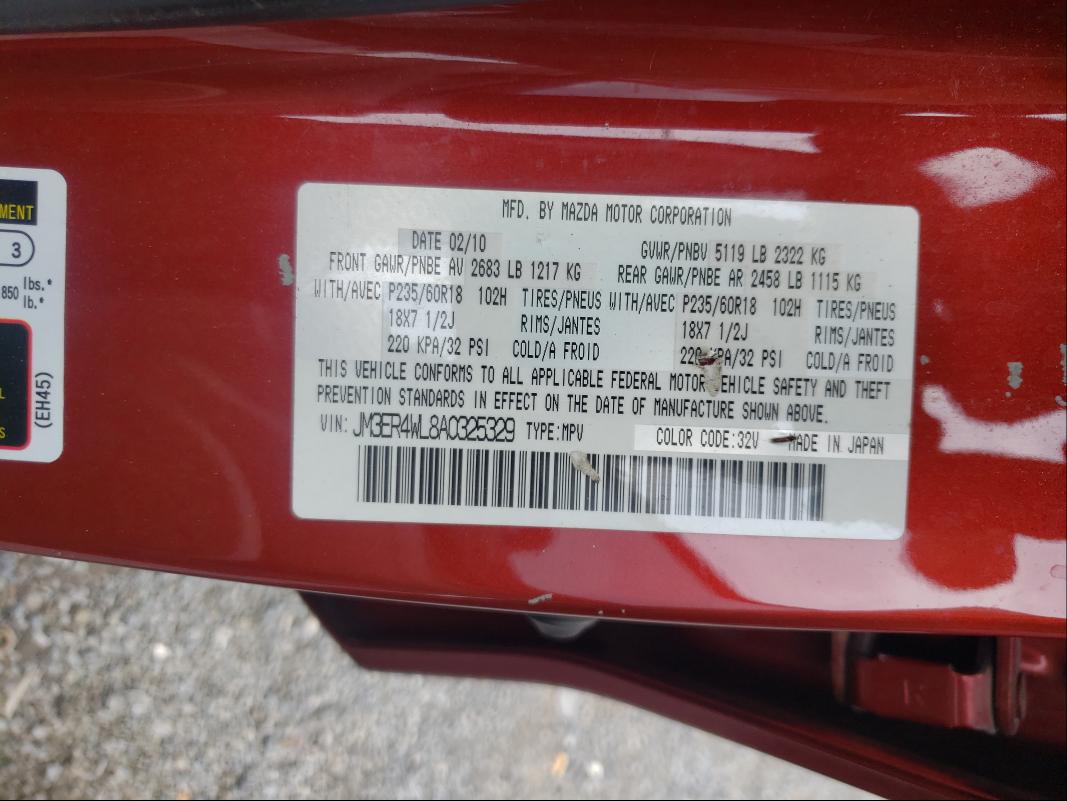 MENT
3
850 lbs.*
lb.*
L
S
(EH45)
MFD. BY MAZDA MOTOR CORPORATION
DATE 02/10 GVWR/PNBV 5119 LB 2322 KG
FRONT GAWR/PNBE AV 2683 LB 1217 KG REAR GAWR/PNBE AR 2458 LB 1115 KG
WITH/AVEC P235/60R18 102H TIRES/PNEUS WITH/AVEC P235/60R18 102H TIRES/PNEUS
18X7 1/2J RIMS/JANTES 18X7 1/2J RIMS/JANTES
220 KPA/32 PSI COLD/A FROID 220 KPA/32 PSI COLD/A FROID
THIS VEHICLE CONFORMS TO ALL APPLICABLE FEDERAL MOTOR VEHICLE SAFETY AND THEFT
PREVENTION STANDARDS IN EFFECT ON THE DATE OF MANUFACTURE SHOWN ABOVE.
VIN: JM3ER4WL8A0325329 TYPE:MPV COLOR CODE:32V MADE IN JAPAN